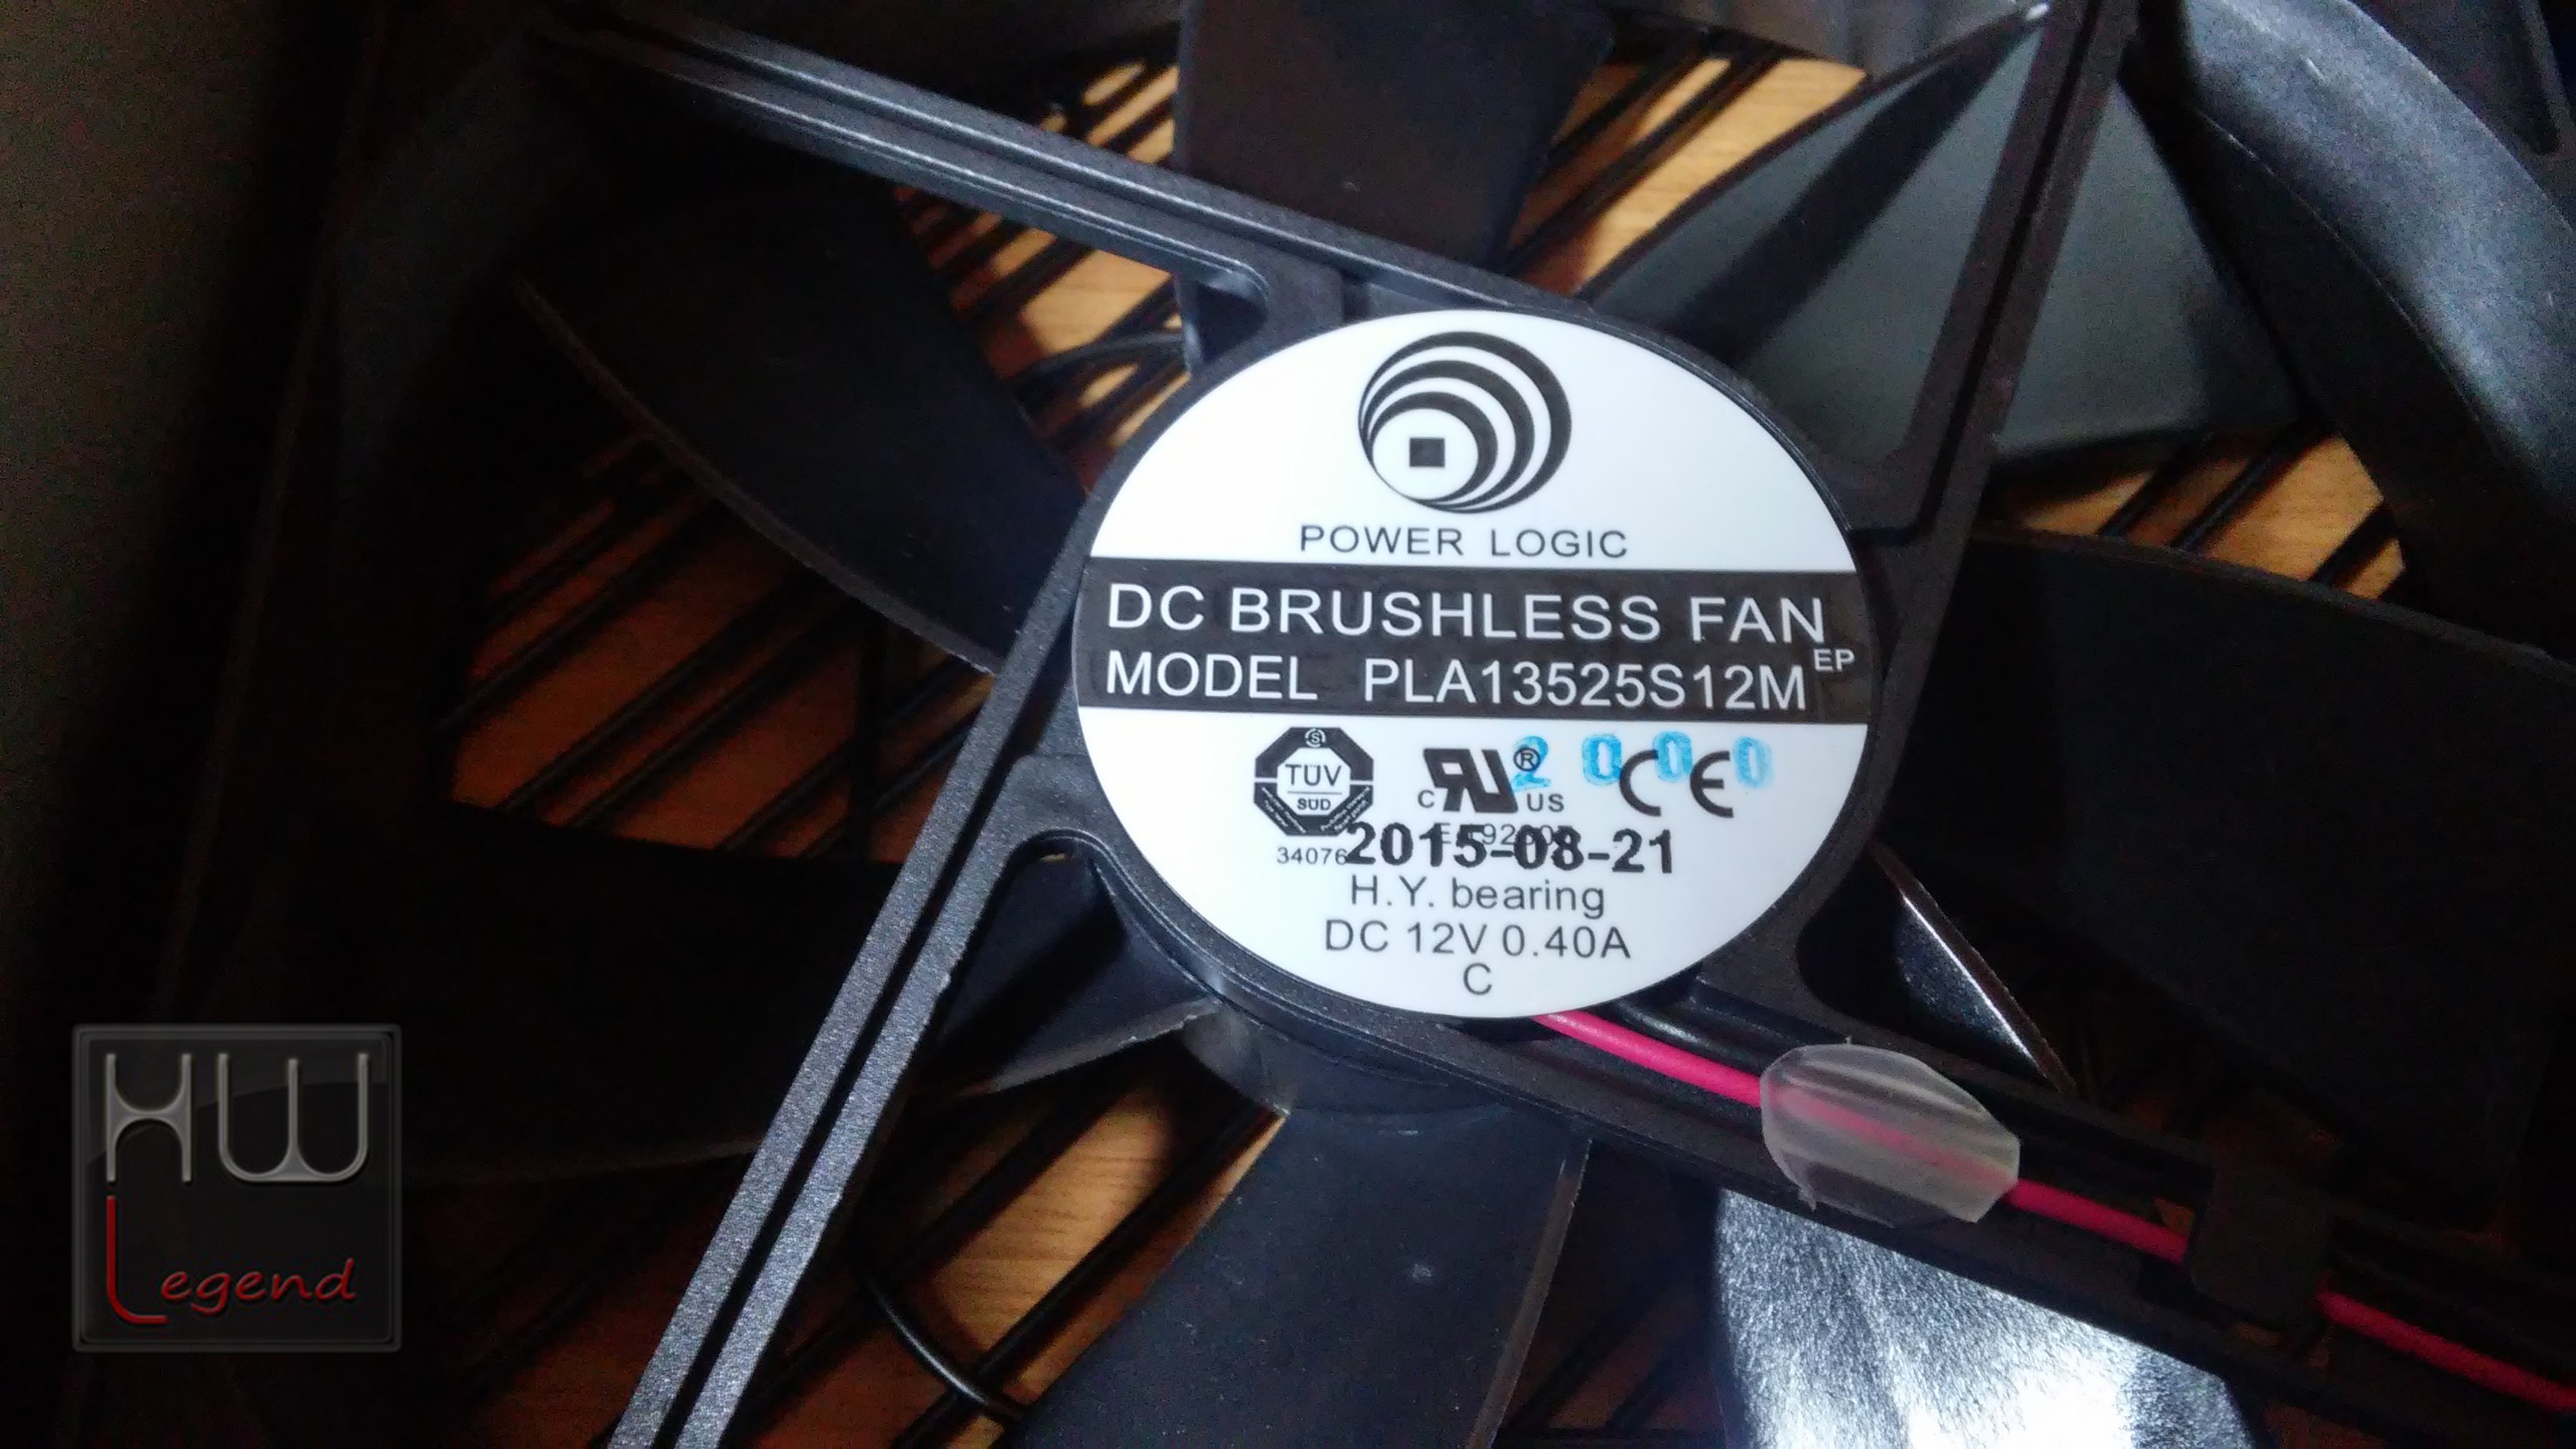 POWER LOGIC
DC BRUSHLESS FAN
MODEL PLA13525S12M EP
TÜV
SÜD
C RU ® US
CE
2 0 0 0
34076
2015-08-21
H.Y. bearing
DC 12V 0.40A
C
HW
Legend